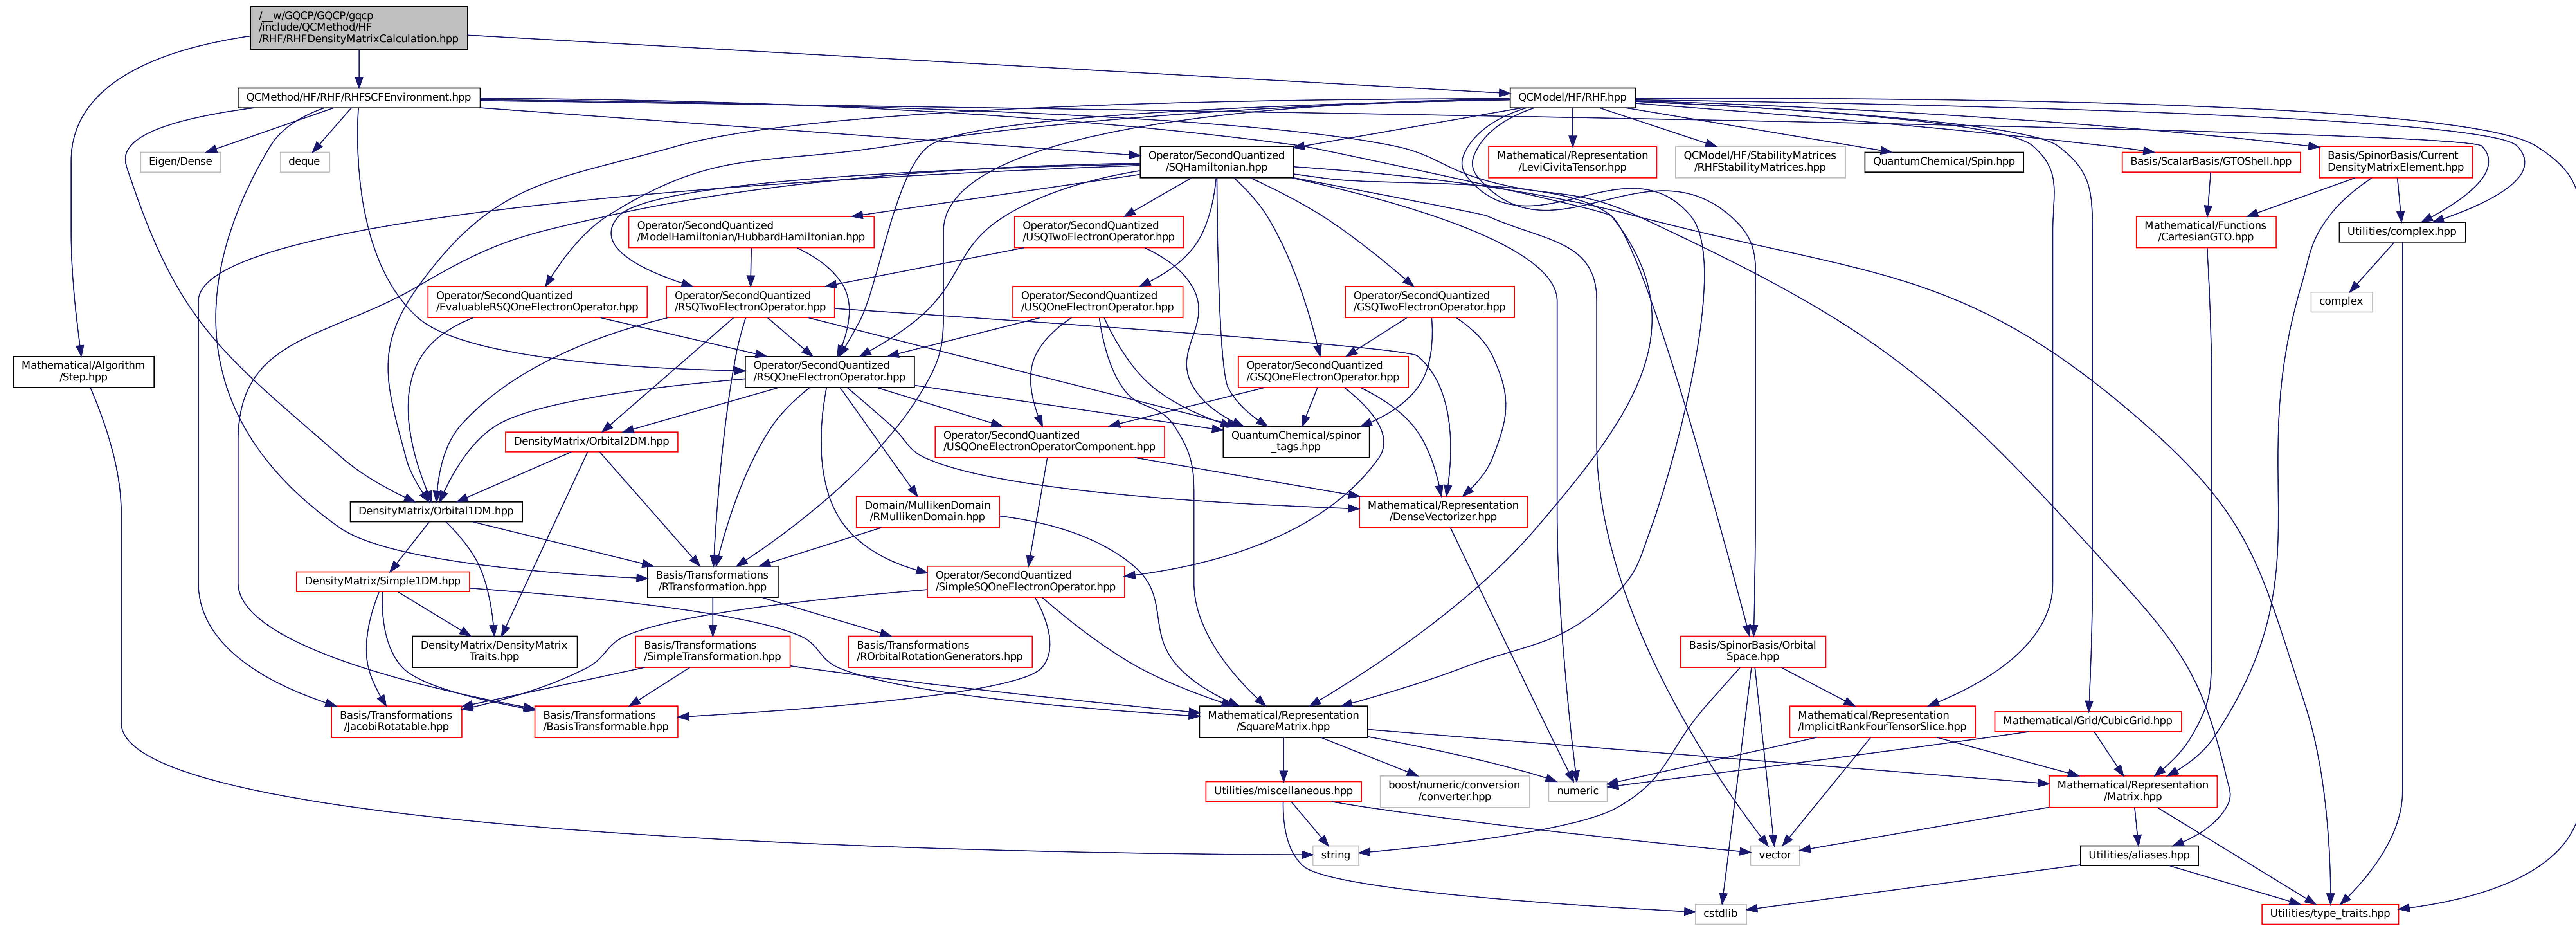 /__w/GQCP/GQCP/gqcp
/include/QCMethod/HF
/RHF/RHFDensityMatrixCalculation.hpp
QCMethod/HF/RHF/RHFSCFEnvironment.hpp
QCModel/HF/RHF.hpp
Eigen/Dense
deque
Operator/SecondQuantized
/SQHamiltonian.hpp
Mathematical/Representation
/LeviCivitaTensor.hpp
QCModel/HF/StabilityMatrices
/RHFStabilityMatrices.hpp
QuantumChemical/Spin.hpp
Basis/ScalarBasis/GTOShell.hpp
Basis/SpinorBasis/Current
DensityMatrixElement.hpp
Operator/SecondQuantized
/ModelHamiltonian/HubbardHamiltonian.hpp
Operator/SecondQuantized
/USQTwoElectronOperator.hpp
Mathematical/Functions
/CartesianGTO.hpp
Utilities/complex.hpp
Operator/SecondQuantized
/EvaluableRSQOneElectronOperator.hpp
Operator/SecondQuantized
/RSQTwoElectronOperator.hpp
Operator/SecondQuantized
/USQOneElectronOperator.hpp
Operator/SecondQuantized
/GSQTwoElectronOperator.hpp
complex
Mathematical/Algorithm
/Step.hpp
Operator/SecondQuantized
/RSQOneElectronOperator.hpp
Operator/SecondQuantized
/GSQOneElectronOperator.hpp
DensityMatrix/Orbital2DM.hpp
Operator/SecondQuantized
/USQOneElectronOperatorComponent.hpp
QuantumChemical/spinor
_tags.hpp
DensityMatrix/Orbital1DM.hpp
Domain/MullikenDomain
/RMullikenDomain.hpp
Mathematical/Representation
/DenseVectorizer.hpp
DensityMatrix/Simple1DM.hpp
Basis/Transformations
/RTransformation.hpp
Operator/SecondQuantized
/SimpleSQOneElectronOperator.hpp
DensityMatrix/DensityMatrix
Traits.hpp
Basis/Transformations
/SimpleTransformation.hpp
Basis/Transformations
/ROrbitalRotationGenerators.hpp
Basis/SpinorBasis/Orbital
Space.hpp
Basis/Transformations
/JacobiRotatable.hpp
Basis/Transformations
/BasisTransformable.hpp
Mathematical/Representation
/SquareMatrix.hpp
Mathematical/Representation
/ImplicitRankFourTensorSlice.hpp
Mathematical/Grid/CubicGrid.hpp
Utilities/miscellaneous.hpp
boost/numeric/conversion
/converter.hpp
numeric
Mathematical/Representation
/Matrix.hpp
string
vector
Utilities/aliases.hpp
cstdlib
Utilities/type_traits.hpp